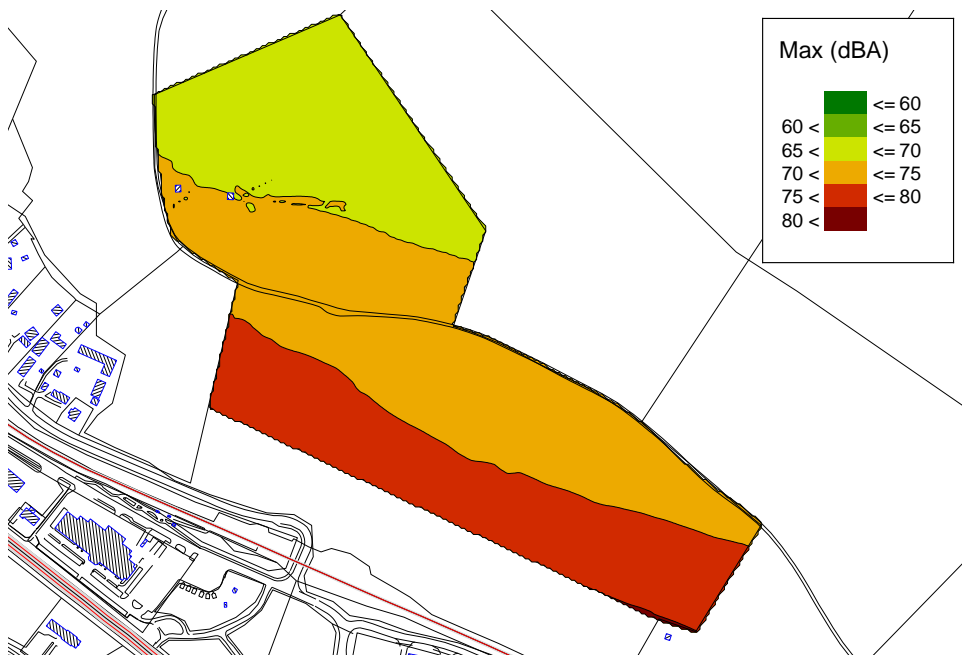 Max (dBA)
<= 60
60 < <= 65
65 < <= 70
70 < <= 75
75 < <= 80
80 <